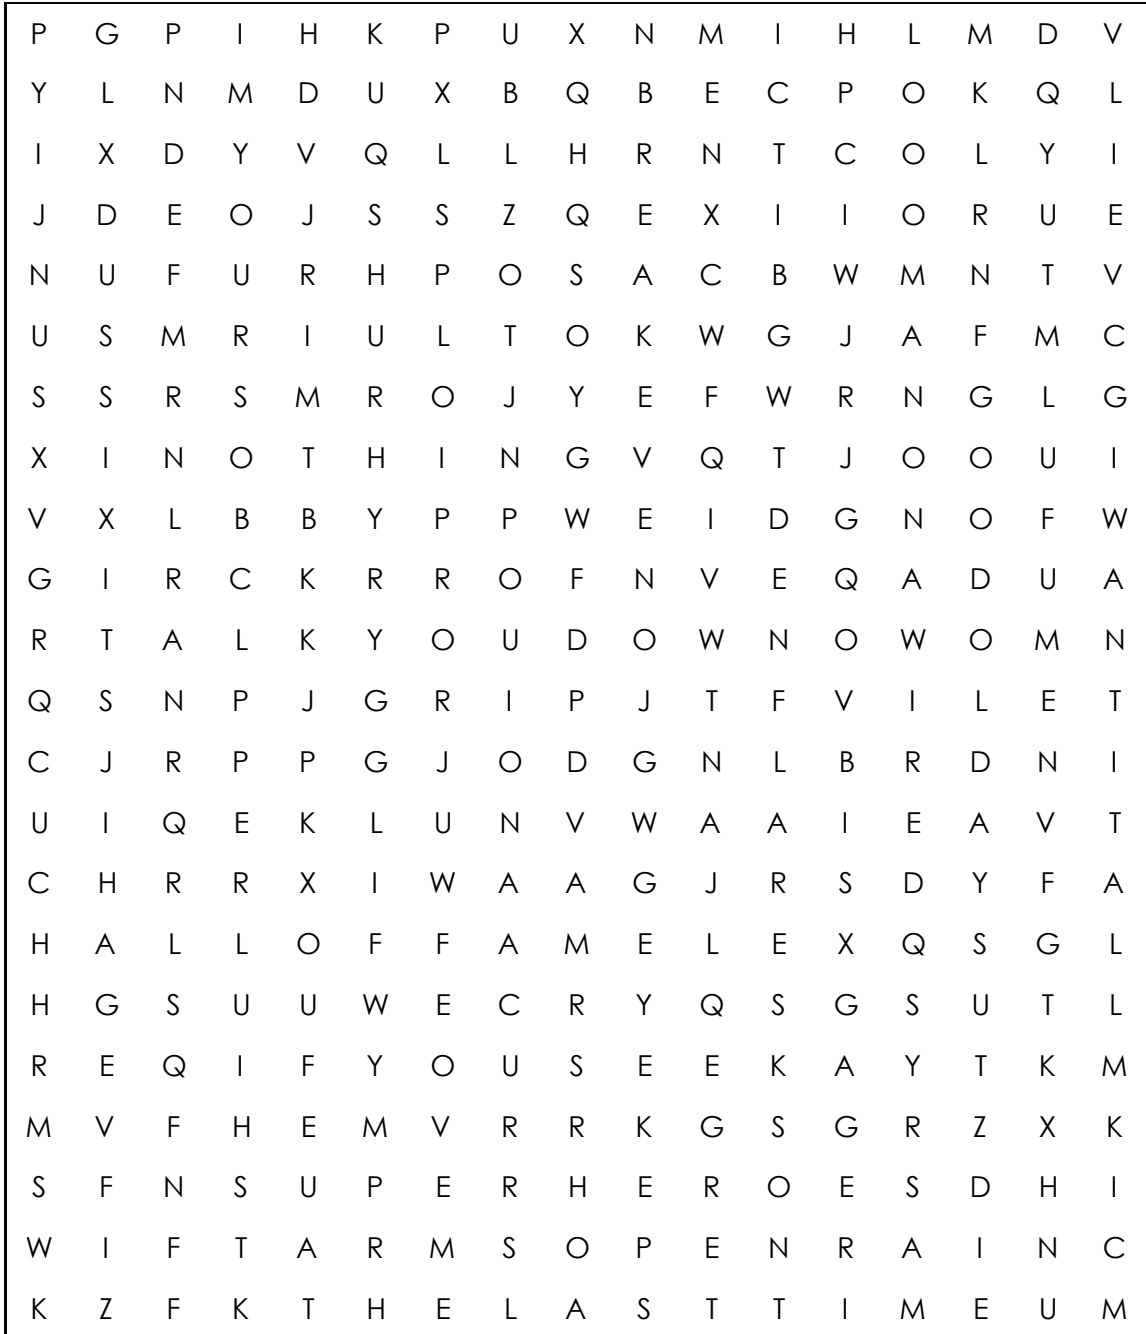 P G P I H K P U X N M I H L M D V
Y L N M D U X B Q B E C P O K Q L
I X D Y V Q L L H R N T C O L Y I
J D E O J S S Z Q E X I I O R U E
N U F U R H P O S A C B W M N T V
U S M R I U L T O K W G J A F M C
S S R S M R O J Y E F W R N G L G
X I N O T H I N G V Q T J O O U I
V X L B B Y P P W E I D G N O F W
G I R C K R R O F N V E Q A D U A
R T A L K Y O U D O W N O W O M N
Q S N P J G R I P J T F V I L E T
C J R P P G J O D G N L B R D N I
U I Q E K L U N V W A A I E A V T
C H R R X I W A A G J R S D Y F A
H A L L O F F A M E L E X Q S G L
H G S U U W E C R Y Q S G S U T L
R E Q I F Y O U S E E K A Y T K M
M V F H E M V R R K G S G R Z X K
S F N S U P E R H E R O E S D H I
W I F T A R M S O P E N R A I N C
K Z F K T H E L A S T T I M E U M